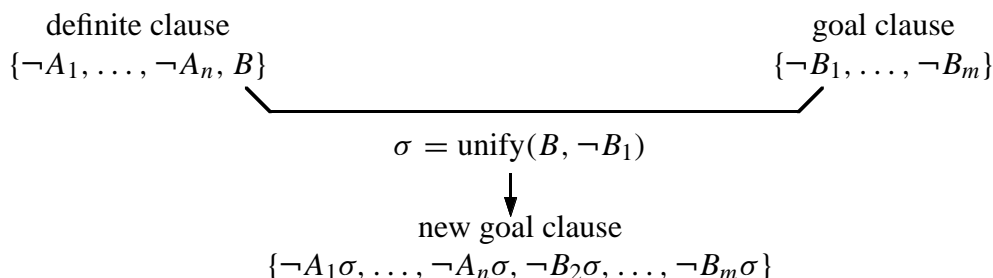 definite clause goal clause
{¬A₁, . . . , ¬Aₙ, B} {¬B₁, . . . , ¬Bₘ}
σ = unify(B, ¬B₁)
new goal clause
{¬A₁σ, . . . , ¬Aₙσ, ¬B₂σ, . . . , ¬Bₘσ}